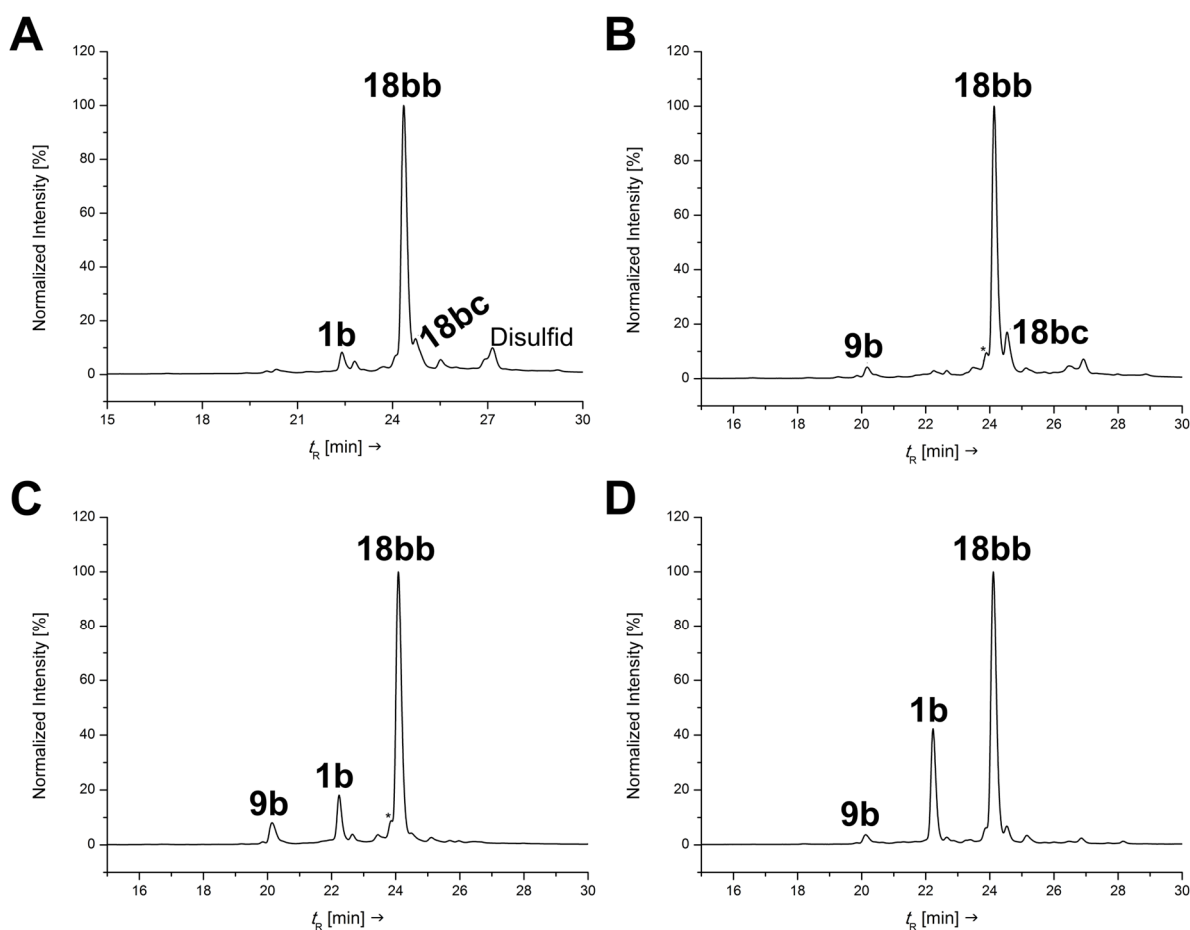 A
120
100
80
60
40
20
0
Normalized Intensity [%]
18bb
1b
18bc
Disulfid
15 18 21 24 27 30
tR [min] →
B
120
100
80
60
40
20
0
Normalized Intensity [%]
18bb
9b
*
18bc
16 18 20 22 24 26 28 30
tR [min] →
C
120
100
80
60
40
20
0
Normalized Intensity [%]
18bb
9b
1b
*
16 18 20 22 24 26 28 30
tR [min] →
D
120
100
80
60
40
20
0
Normalized Intensity [%]
18bb
1b
9b
16 18 20 22 24 26 28 30
tR [min] →